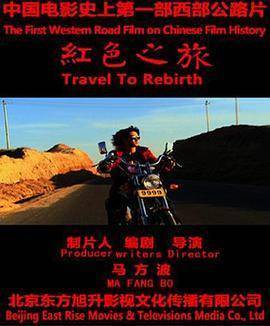 中国电影史上第一部西部公路片
The First Western Road Film on Chinese Film History
紅色之旅
Travel To Rebirth
制片人 编剧 导演
Producer writers Director
马方波
MA FANG BO
北京东方旭升影视文化传播有限公司
Beijing East Rise Movies & Televisions Media Co., Ltd